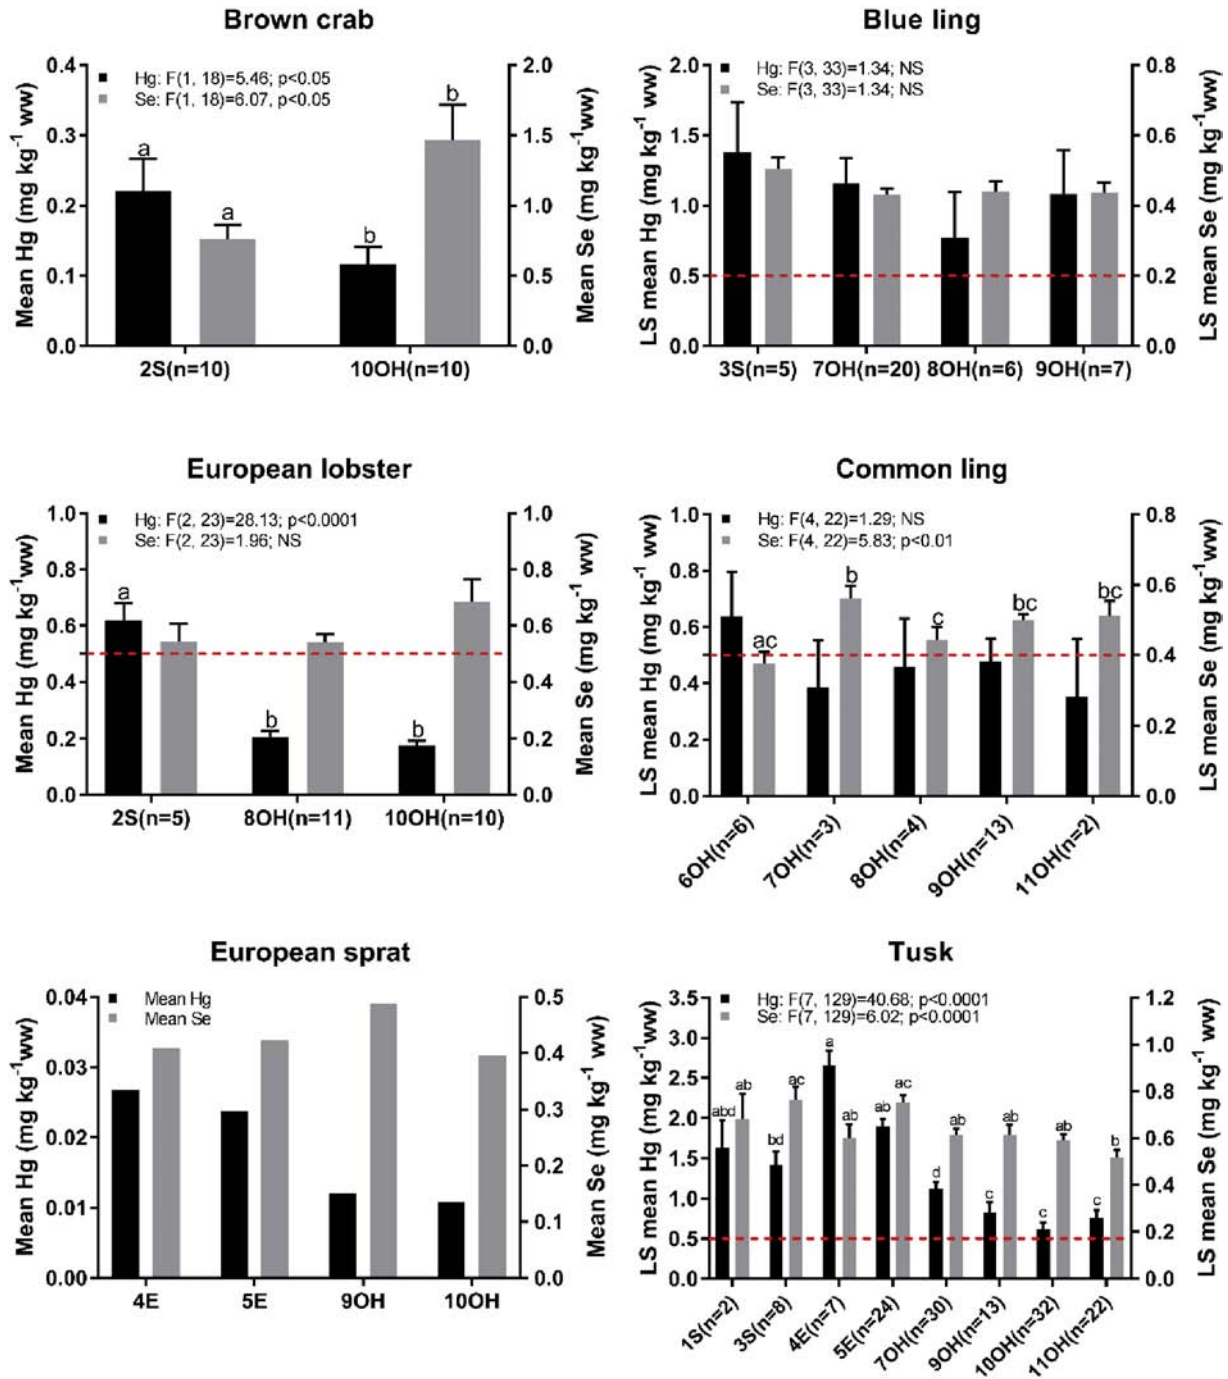 Brown crab
Hg: F(1, 18)=5.46; p<0.05
Se: F(1, 18)=6.07, p<0.05
Mean Hg (mg kg-1 ww)
0.4
0.3
0.2
0.1
0.0
a
a
b
b
2.0
1.5
1.0
0.5
0.0
Mean Se (mg kg-1ww)
2S(n=10) 10OH(n=10)
Blue ling
Hg: F(3, 33)=1.34; NS
Se: F(3, 33)=1.34; NS
LS mean Hg (mg kg-1 ww)
2.0
1.5
1.0
0.5
0.0
0.8
0.6
0.4
0.2
0.0
LS mean Se (mg kg-1 ww)
3S(n=5) 7OH(n=20) 8OH(n=6) 9OH(n=7)
European lobster
Hg: F(2, 23)=28.13; p<0.0001
Se: F(2, 23)=1.96; NS
Mean Hg (mg kg-1 ww)
1.0
0.8
0.6
0.4
0.2
0.0
a
b
b
1.0
0.8
0.6
0.4
0.2
0.0
Mean Se (mg kg-1 ww)
2S(n=5) 8OH(n=11) 10OH(n=10)
Common ling
Hg: F(4, 22)=1.29; NS
Se: F(4, 22)=5.83; p<0.01
LS mean Hg (mg kg-1 ww)
1.0
0.8
0.6
0.4
0.2
0.0
ac
b
c
bc
bc
0.8
0.6
0.4
0.2
0.0
LS mean Se (mg kg-1 ww)
6OH(n=6) 7OH(n=3) 8OH(n=4) 9OH(n=13) 11OH(n=2)
European sprat
Mean Hg
Mean Se
Mean Hg (mg kg-1ww)
0.04
0.03
0.02
0.01
0.00
0.5
0.4
0.3
0.2
0.1
0.0
Mean Se (mg kg-1 ww)
4E 5E 9OH 10OH
Tusk
Hg: F(7, 129)=40.68; p<0.0001
Se: F(7, 129)=6.02; p<0.0001
LS mean Hg (mg kg-1 ww)
3.5
3.0
2.5
2.0
1.5
1.0
0.5
0.0
abd
ab
bd
ac
a
ab
ab
ac
d
ab
c
ab
c
ab
c
b
1.2
1.0
0.8
0.6
0.4
0.2
0.0
LS mean Se (mg kg-1 ww)
1S(n=2) 3S(n=8) 4E(n=7) 5E(n=24) 7OH(n=30) 9OH(n=13) 10OH(n=32) 11OH(n=22)